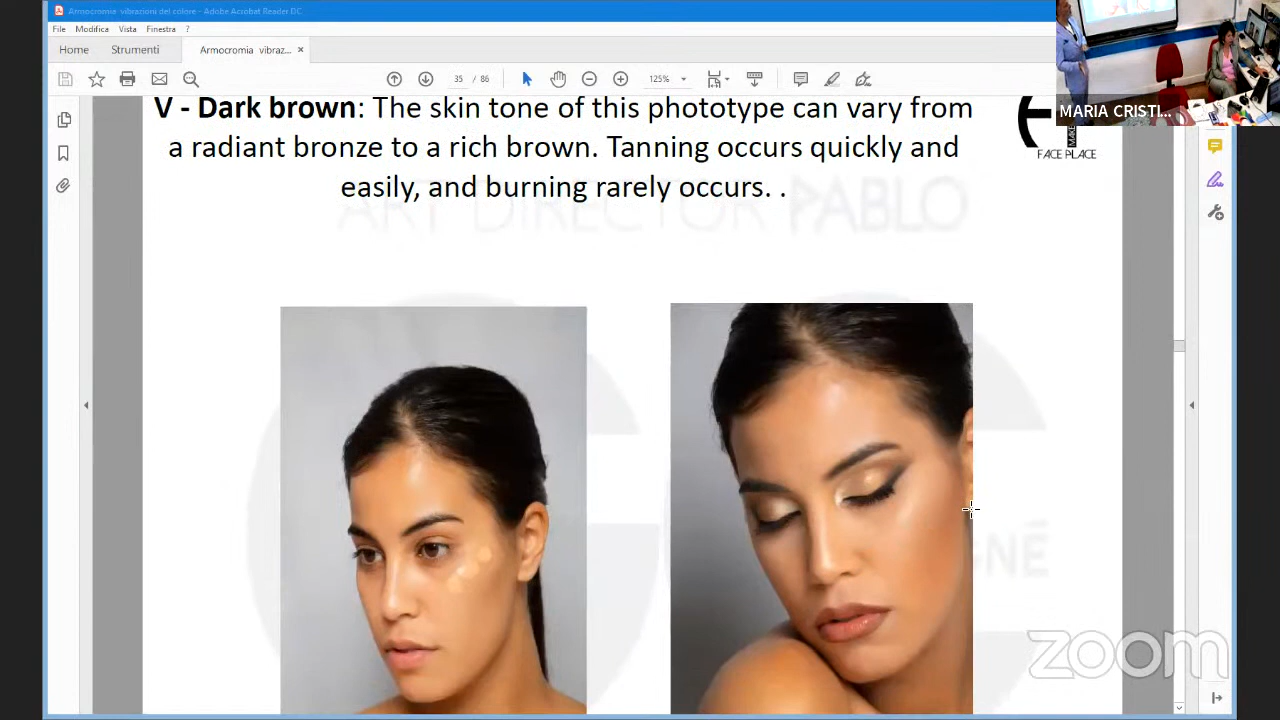 Armocromia vibrazioni del colore - Adobe Acrobat Reader DC
File Modifica Vista Finestra ?
Home Strumenti Armocromia vibraz... ×
35 / 86 125%
V - Dark brown: The skin tone of this phototype can vary from
a radiant bronze to a rich brown. Tanning occurs quickly and
easily, and burning rarely occurs. .
MARIA CRISTI...
MAKE
FACE PLACE
ART DIRECTOR PABLO
GNÉ
zoom